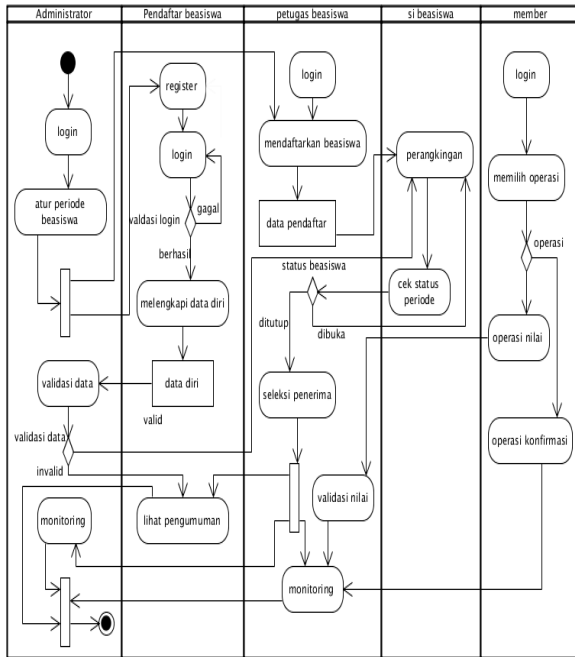 Administrator
Pendaftar beasiswa
petugas beasiswa
si beasiswa
member
login
atur periode
beasiswa
register
login
valdasi login
gagal
berhasil
melengkapi data diri
data diri
valid
validasi data
validasi data
invalid
monitoring
lihat pengumuman
login
mendaftarkan beasiswa
data pendaftar
status beasiswa
ditutup
dibuka
seleksi penerima
validasi nilai
monitoring
perangkingan
cek status
periode
login
memilih operasi
operasi
operasi nilai
operasi konfirmasi